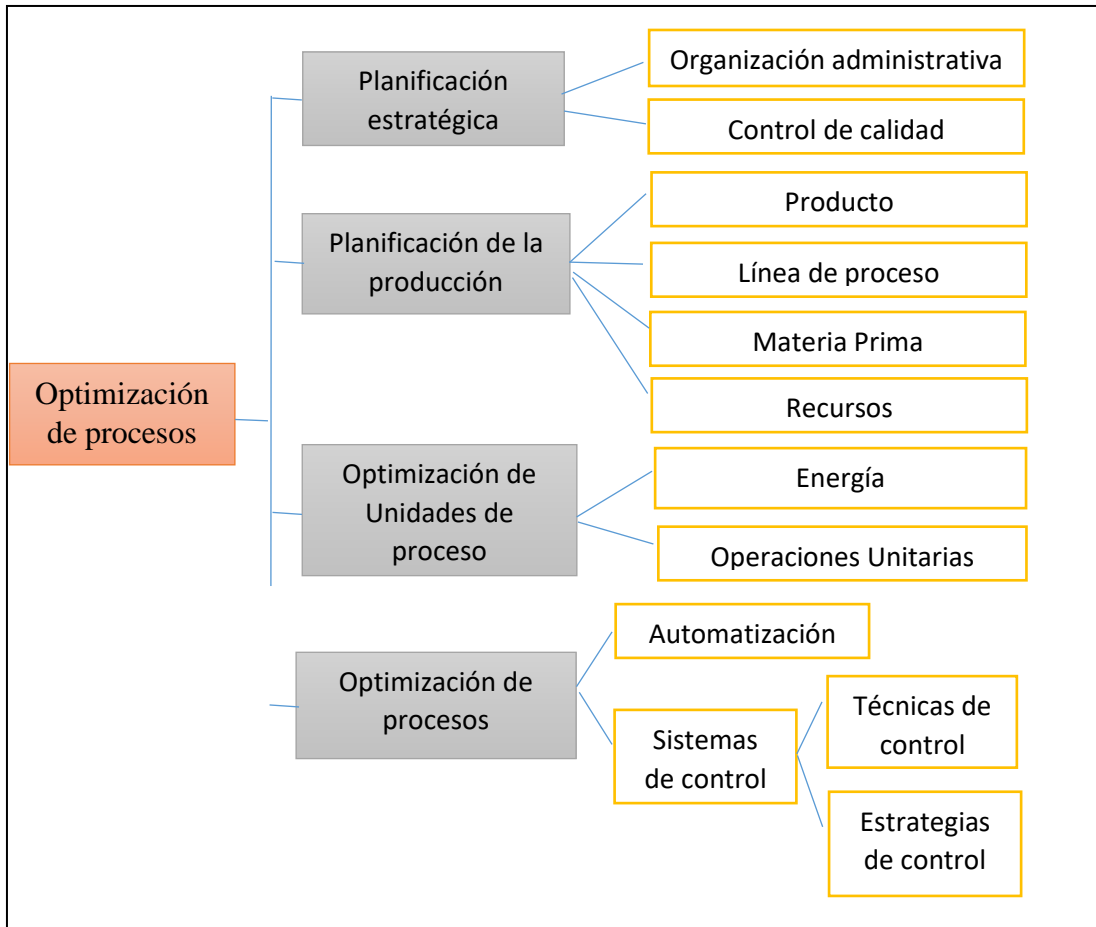 Optimización
de procesos
Planificación
estratégica
Organización administrativa
Control de calidad
Planificación de la
producción
Producto
Línea de proceso
Materia Prima
Recursos
Optimización de
Unidades de
proceso
Energía
Operaciones Unitarias
Optimización de
procesos
Automatización
Sistemas
de control
Técnicas de
control
Estrategias
de control